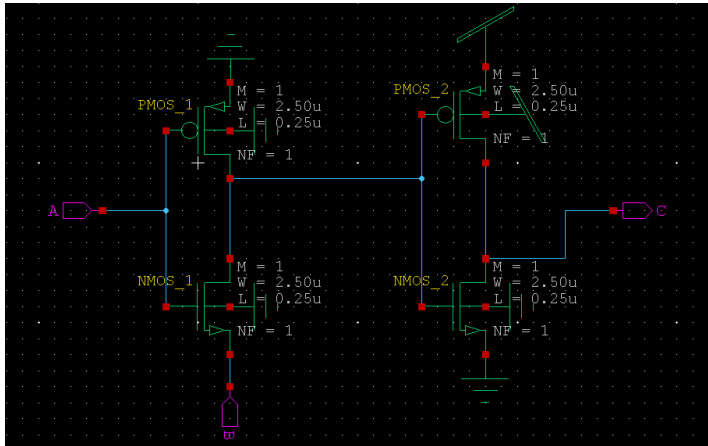 M = 1
PMOS_1
W = 2.50u
L = 0.25u
NF = 1
M = 1
PMOS_2
W = 2.50u
L = 0.25u
NF = 1
A
C
M = 1
NMOS_1
W = 2.50u
L = 0.25u
NF = 1
M = 1
NMOS_2
W = 2.50u
L = 0.25u
NF = 1
B